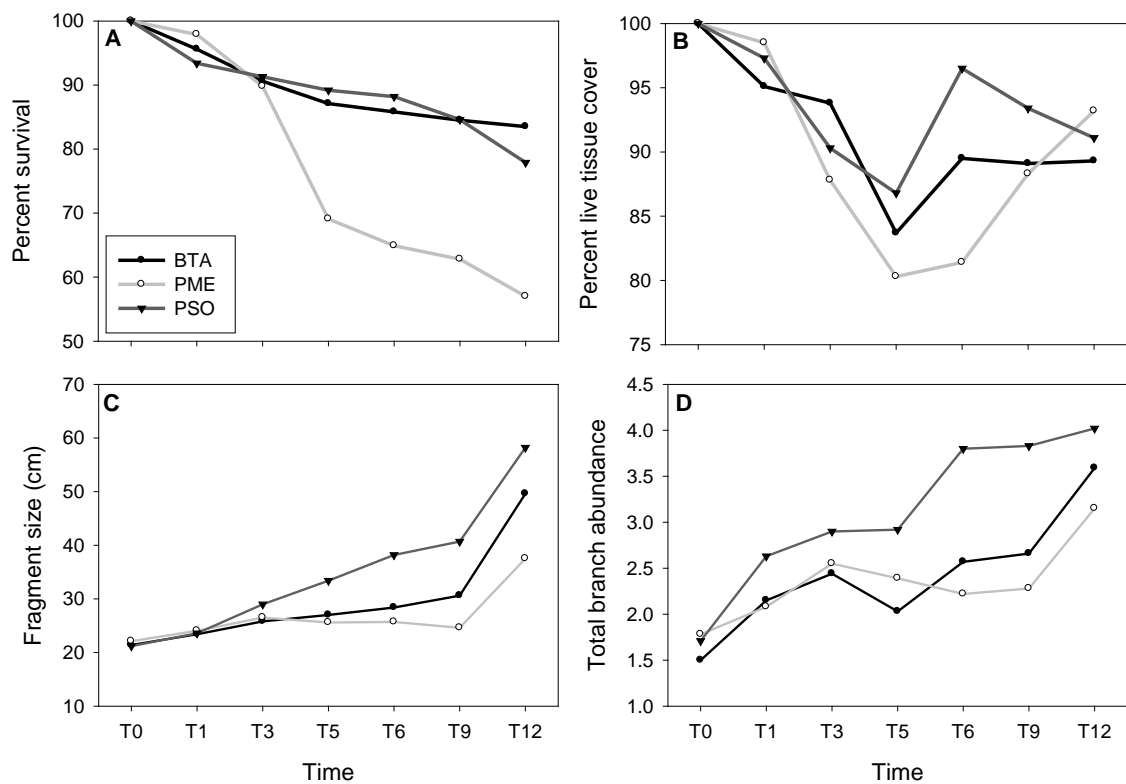 A
Percent survival
100
90
80
70
60
50
BTA
PME
PSO
B
Percent live tissue cover
100
95
90
85
80
75
C
Fragment size (cm)
70
60
50
40
30
20
10
T0 T1 T3 T5 T6 T9 T12
Time
D
Total branch abundance
4.5
4.0
3.5
3.0
2.5
2.0
1.5
1.0
T0 T1 T3 T5 T6 T9 T12
Time